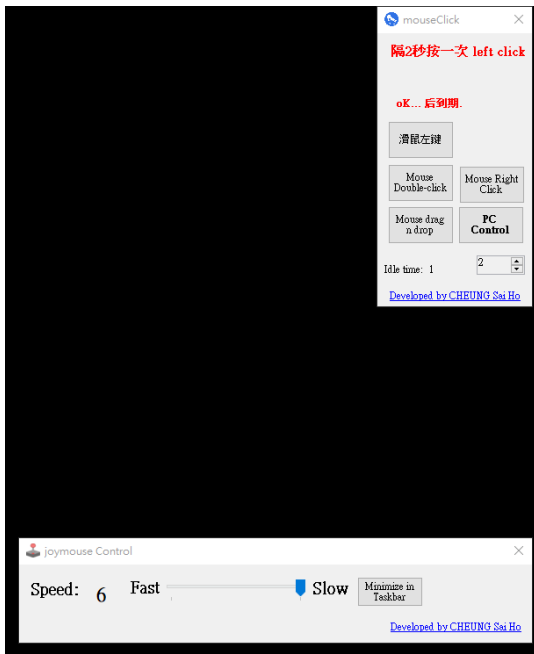 mouseClick
隔2秒按一次 left click
oK... 后到期.
滑鼠左鍵
Mouse
Double-click
Mouse Right
Click
Mouse drag
n drop
PC
Control
Idle time: 1
2
Developed by CHEUNG Sai Ho
joymouse Control
Speed: 6
Fast
Slow
Minimize in
Taskbar
Developed by CHEUNG Sai Ho